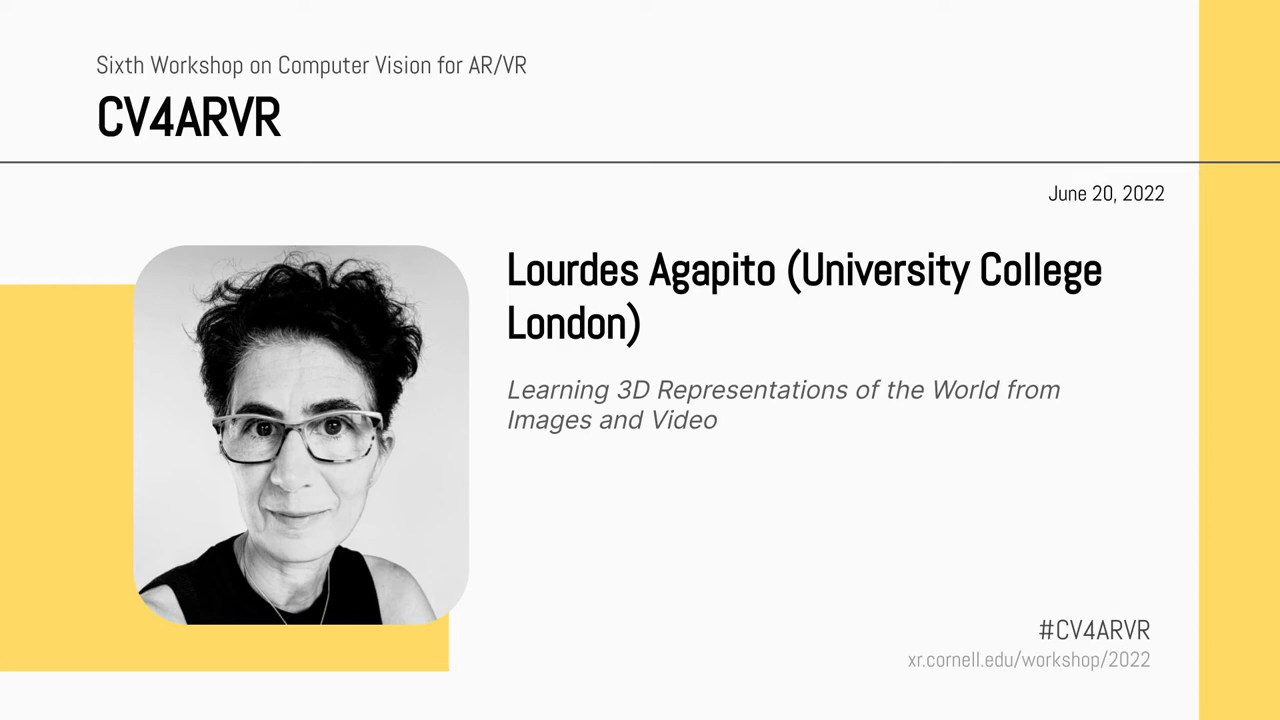 Sixth Workshop on Computer Vision for AR/VR
CV4ARVR
June 20, 2022
Lourdes Agapito (University College
London)
Learning 3D Representations of the World from
Images and Video
#CV4ARVR
xr.cornell.edu/workshop/2022